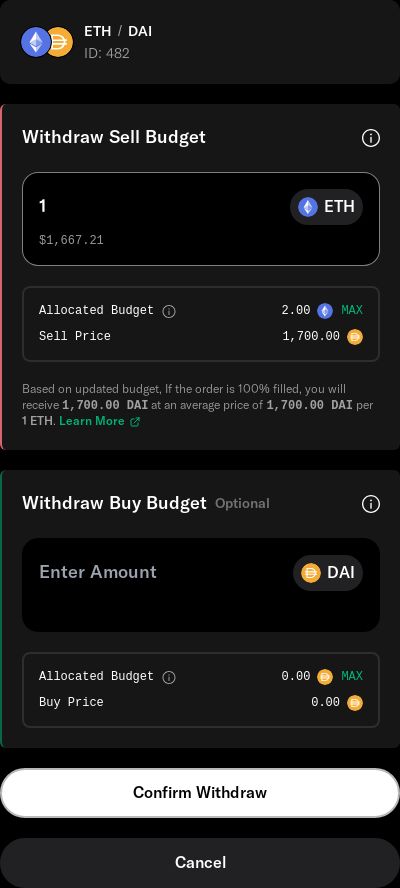 ETH / DAI
ID: 482
Withdraw Sell Budget
1
ETH
$1,667.21
Allocated Budget 2.00 MAX
Sell Price 1,700.00
Based on updated budget, If the order is 100% filled, you will
receive 1,700.00 DAI at an average price of 1,700.00 DAI per
1 ETH. Learn More
Withdraw Buy Budget Optional
Enter Amount DAI
Allocated Budget 0.00 MAX
Buy Price 0.00
Confirm Withdraw
Cancel